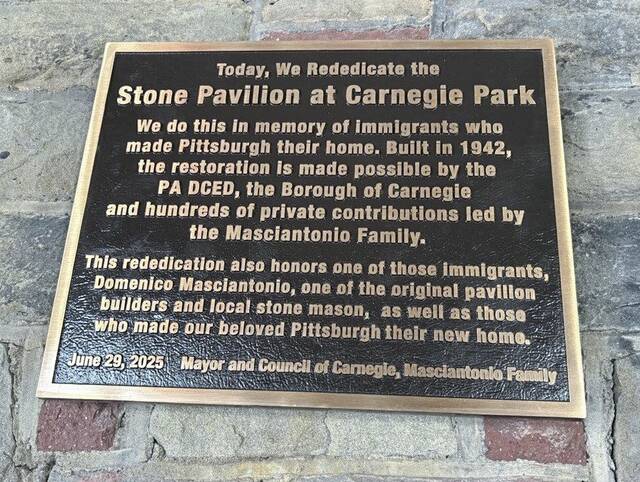 Today, We Rededicate the
Stone Pavilion at Carnegie Park
We do this in memory of immigrants who
made Pittsburgh their home. Built in 1942,
the restoration is made possible by the
PA DCED, the Borough of Carnegie
and hundreds of private contributions led by
the Masciantonio Family.
This rededication also honors one of those immigrants,
Domenico Masciantonio, one of the original pavilion
builders and local stone mason, as well as those
who made our beloved Pittsburgh their new home.
June 29, 2025 Mayor and Council of Carnegie, Masciantonio Family